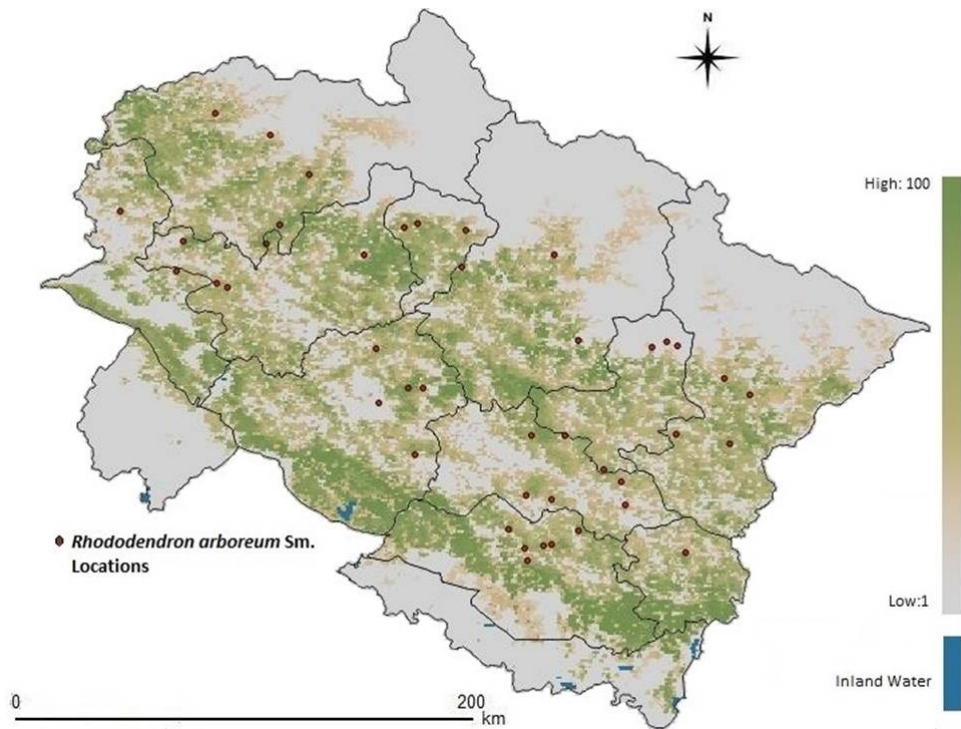 N
High: 100
Rhododendron arboreum Sm.
Locations
Low:1
Inland Water
0
200
km